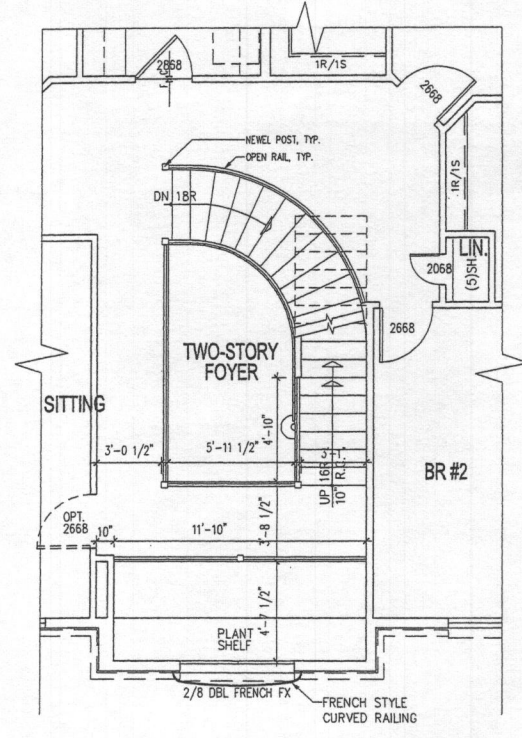 2868
F.C.
1R/1S
2668
NEWEL POST, TYP.
OPEN RAIL, TYP.
1R/1S
DN 18R
LIN.
(5)SH.
2068
2668
TWO-STORY
FOYER
SITTING
4'-10"
3'-0 1/2"
5'-11 1/2"
3'-1"
UP 16R
10" R.C.
BR #2
OPT.
2668
10"
11'-10"
3'-8 1/2"
4'-7 1/2"
PLANT
SHELF
2/8 DBL FRENCH FX
FRENCH STYLE
CURVED RAILING